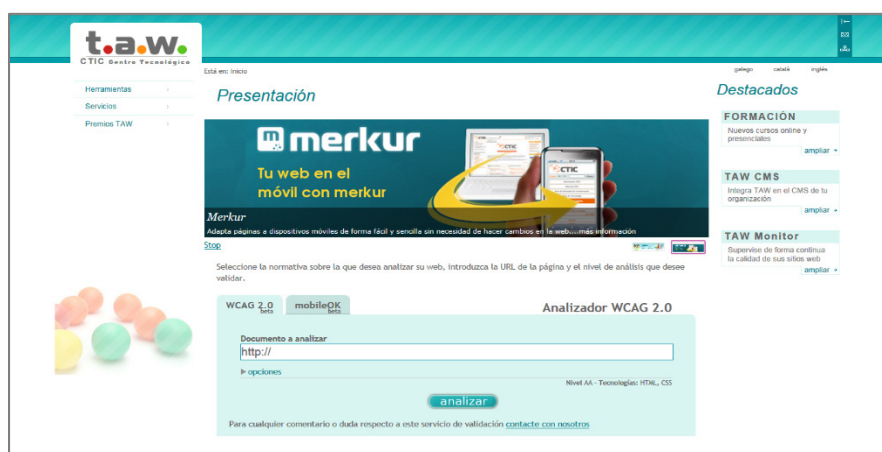 t.a.w.
CTIC Centro Tecnológico
Está en: Inicio
galego català inglés
Herramientas
Servicios
Premios TAW
Presentación
merkur
Tu web en el
móvil con merkur
CTIC
Merkur
Adapta páginas a dispositivos móviles de forma fácil y sencilla sin necesidad de hacer cambios en la web....más información
Stop
Seleccione la normativa sobre la que desea analizar su web, introduzca la URL de la página y el nivel de análisis que desee
validar.
WCAG 2.0
beta
mobileOK
beta
Analizador WCAG 2.0
Documento a analizar
http://
opciones
Nivel AA - Tecnologías: HTML, CSS
analizar
Para cualquier comentario o duda respecto a este servicio de validación contacte con nosotros
Destacados
FORMACIÓN
Nuevos cursos online y
presenciales
ampliar
TAW CMS
Integra TAW en el CMS de tu
organización
ampliar
TAW Monitor
Supervise de forma continua
la calidad de sus sitios web
ampliar